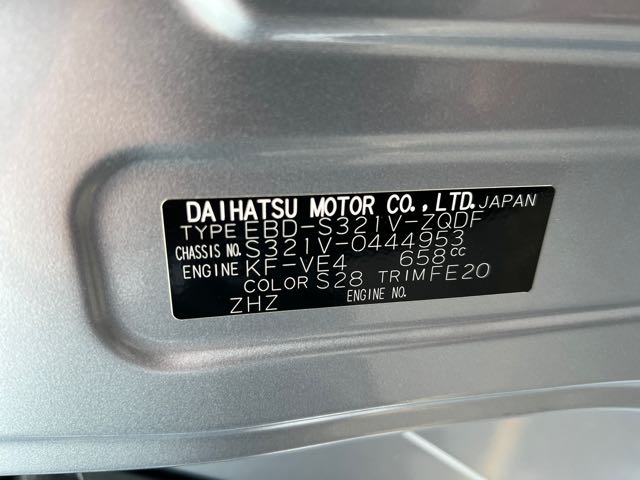 DAIHATSU MOTOR CO.,LTD. JAPAN
TYPE EBD-S321V-ZQDF
CHASSIS NO. S321V-0444953
ENGINE KF-VE4 658cc
COLOR S28 TRIM FE20
ZHZ ENGINE NO.